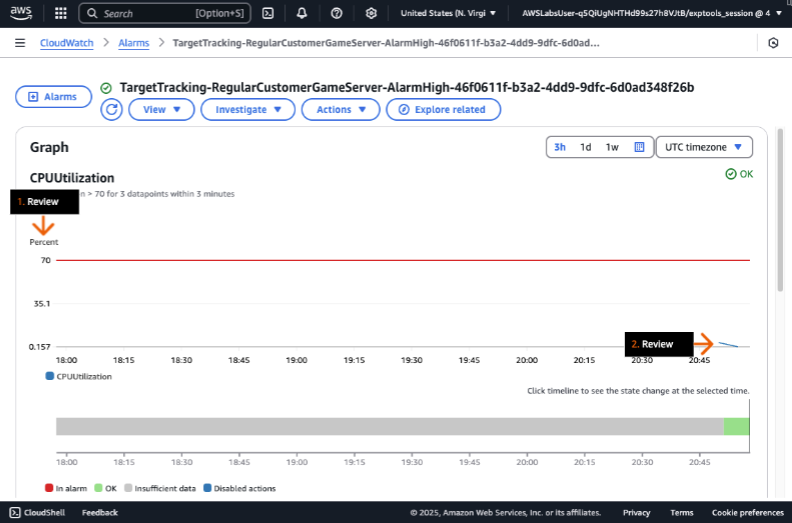 aws
Search [Option+S]
United States (N. Virgi
AWSLabsUser-q5QiUgNHTHd99s27h8VJtB/exptools_session @ 4
CloudWatch > Alarms > TargetTracking-RegularCustomerGameServer-AlarmHigh-46f0611f-b3a2-4dd9-9dfc-6d0ad...
Alarms
TargetTracking-RegularCustomerGameServer-AlarmHigh-46f0611f-b3a2-4dd9-9dfc-6d0ad348f26b
View Investigate Actions Explore related
Graph
3h 1d 1w UTC timezone
CPUUtilization
OK
n > 70 for 3 datapoints within 3 minutes
1. Review
Percent
70
35.1
0.157
2. Review
18:00 18:15 18:30 18:45 19:00 19:15 19:30 19:45 20:00 20:15 20:30 20:45
CPUUtilization
Click timeline to see the state change at the selected time.
18:00 18:15 18:30 18:45 19:00 19:15 19:30 19:45 20:00 20:15 20:30 20:45
In alarm OK Insufficient data Disabled actions
CloudShell Feedback © 2025, Amazon Web Services, Inc. or its affiliates. Privacy Terms Cookie preferences